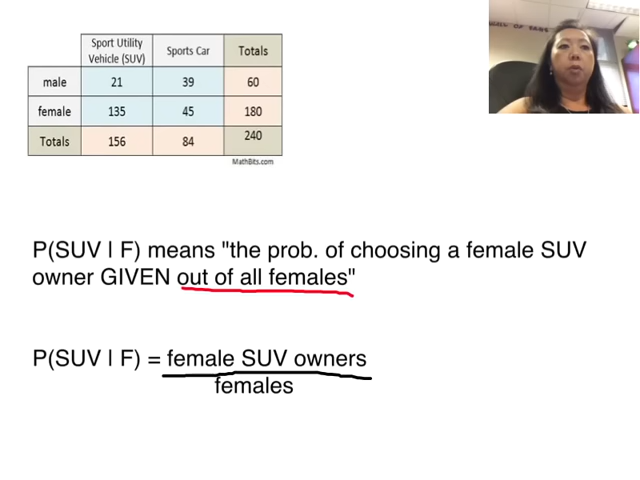 Sport Utility Vehicle (SUV) Sports Car Totals
male 21 39 60
female 135 45 180
Totals 156 84 240
MathBits.com
P(SUV | F) means "the prob. of choosing a female SUV
owner GIVEN out of all females"
P(SUV | F) = female SUV owners
females